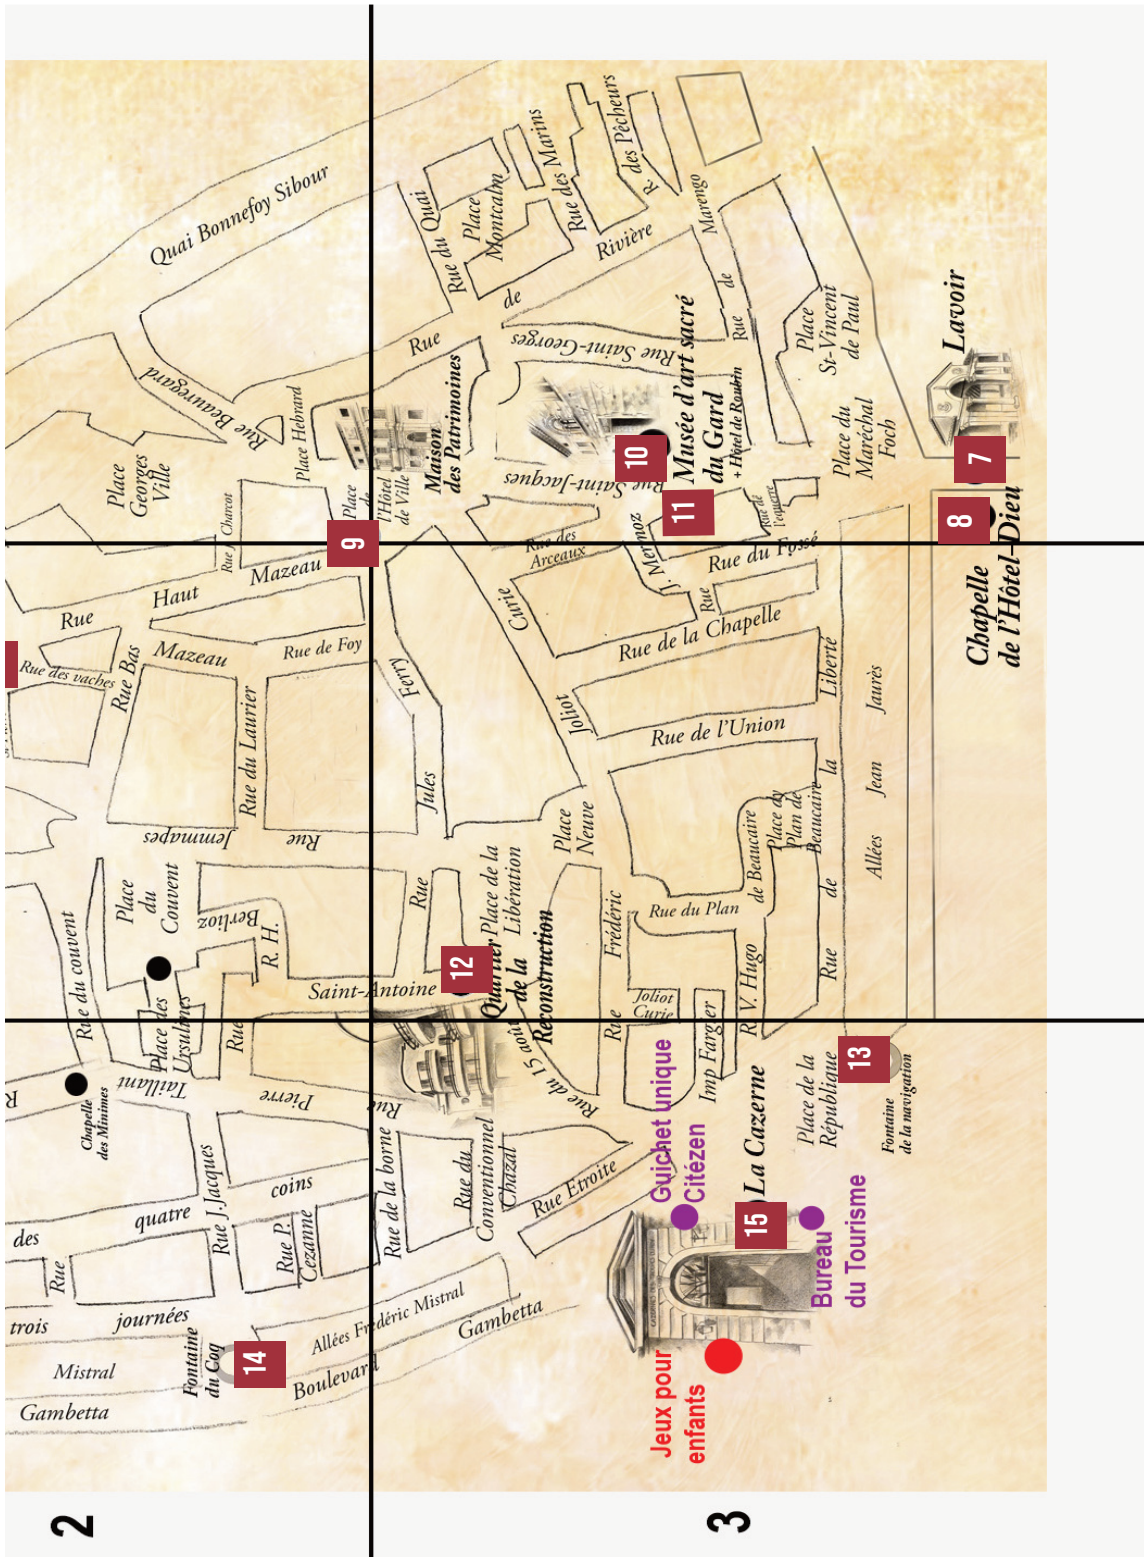 Quai Bonnefoy Sibour
Rue Beauregard
Place
Georges
Ville
Place Hebrard
Rue J. Charcot
Place
de
l'Hôtel
de Ville
Maison
des Patrimoines
9
Rue
de
Rivière
Rue du Quai
Place
Montcalm
Rue des Marins
R. des Pêcheurs
Rue de Marengo
Rue Saint-Georges
Musée d'art sacré
du Gard
+ Hôtel de Roubin
10
11
Rue Saint-Jacques
Place
St-Vincent
de Paul
Place du
Maréchal
Foch
Lavoir
7
8
Chapelle
de l'Hôtel-Dieu
Rue
Haut
Mazeau
Rue des vaches
Rue Bas
Mazeau
Rue de Foy
Rue du Laurier
Rue
Jemmapes
Rue
Jules
Ferry
Rue des
Arceaux
Rue
J. Mermoz
Rue de
l'equerre
Rue du Fossé
Rue de la Chapelle
Rue de l'Union
Rue
Frédéric
Joliot
Curie
Place
Neuve
Rue
de
la
Liberté
Allées
Jean
Jaurès
Place du
Plan de
Beaucaire
Rue du Plan
de Beaucaire
R. V. Hugo
Joliot
Curie
Imp Fargier
Place de la
Libération
12
Quartier
de la
Reconstruction
Rue du 15 aout
Rue du couvent
Place
du
Couvent
R. H.
Berlioz
Place des
Ursulines
Rue
Saint-Antoine
R
Chapelle
des Minimes
Rue
Pierre
Taillant
Rue J. Jacques
des
quatre
coins
Rue P.
Cezanne
Rue de la borne
Rue du
Conventionnel
Chazal
Rue Etroite
Rue
trois
journées
Fontaine
du Coq
14
Mistral
Gambetta
Allées Frédéric Mistral
Boulevard
Gambetta
Guichet unique
Citézen
La Cazerne
15
Bureau
du Tourisme
Jeux pour
enfants
Place de la
République
13
Fontaine
de la navigation
2
3